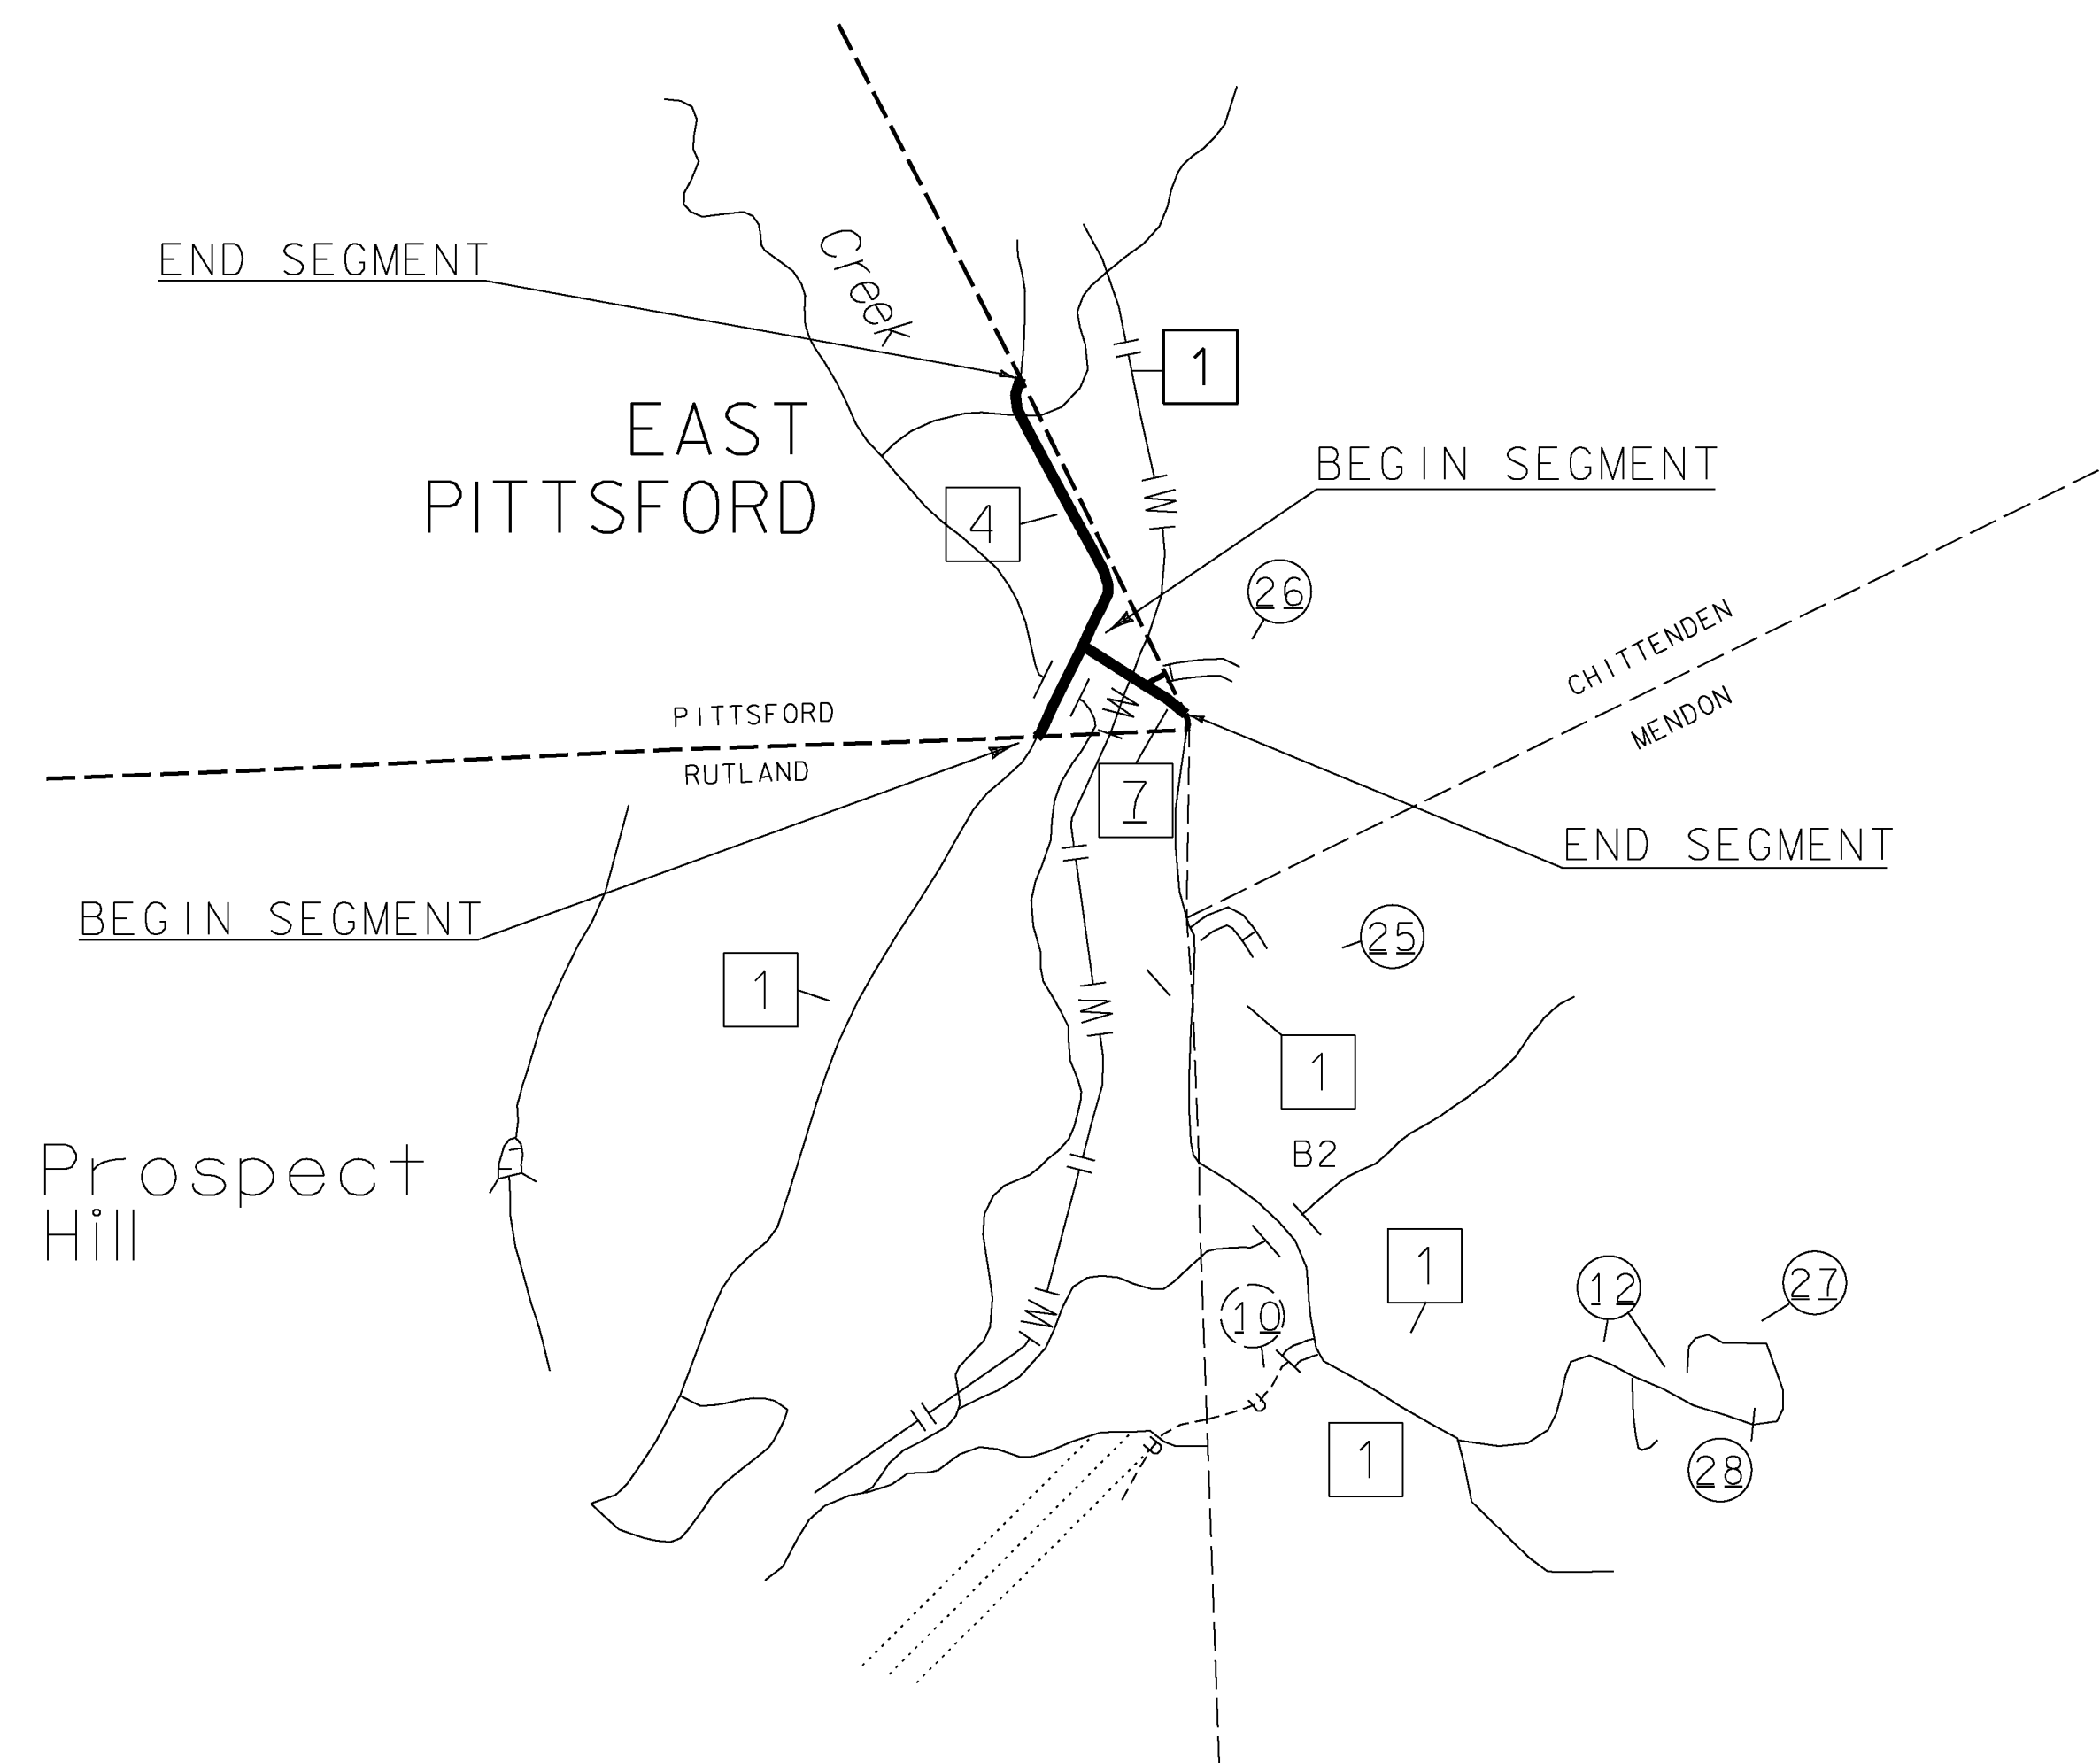 Creek
END SEGMENT
1
EAST
PITTSFORD
BEGIN SEGMENT
4
26
CHITTENDEN
MENDON
PITTSFORD
RUTLAND
W
W
7
END SEGMENT
BEGIN SEGMENT
25
1
W
1
B2
Prospect
Hill
1
12
27
10
W
U
P
1
28